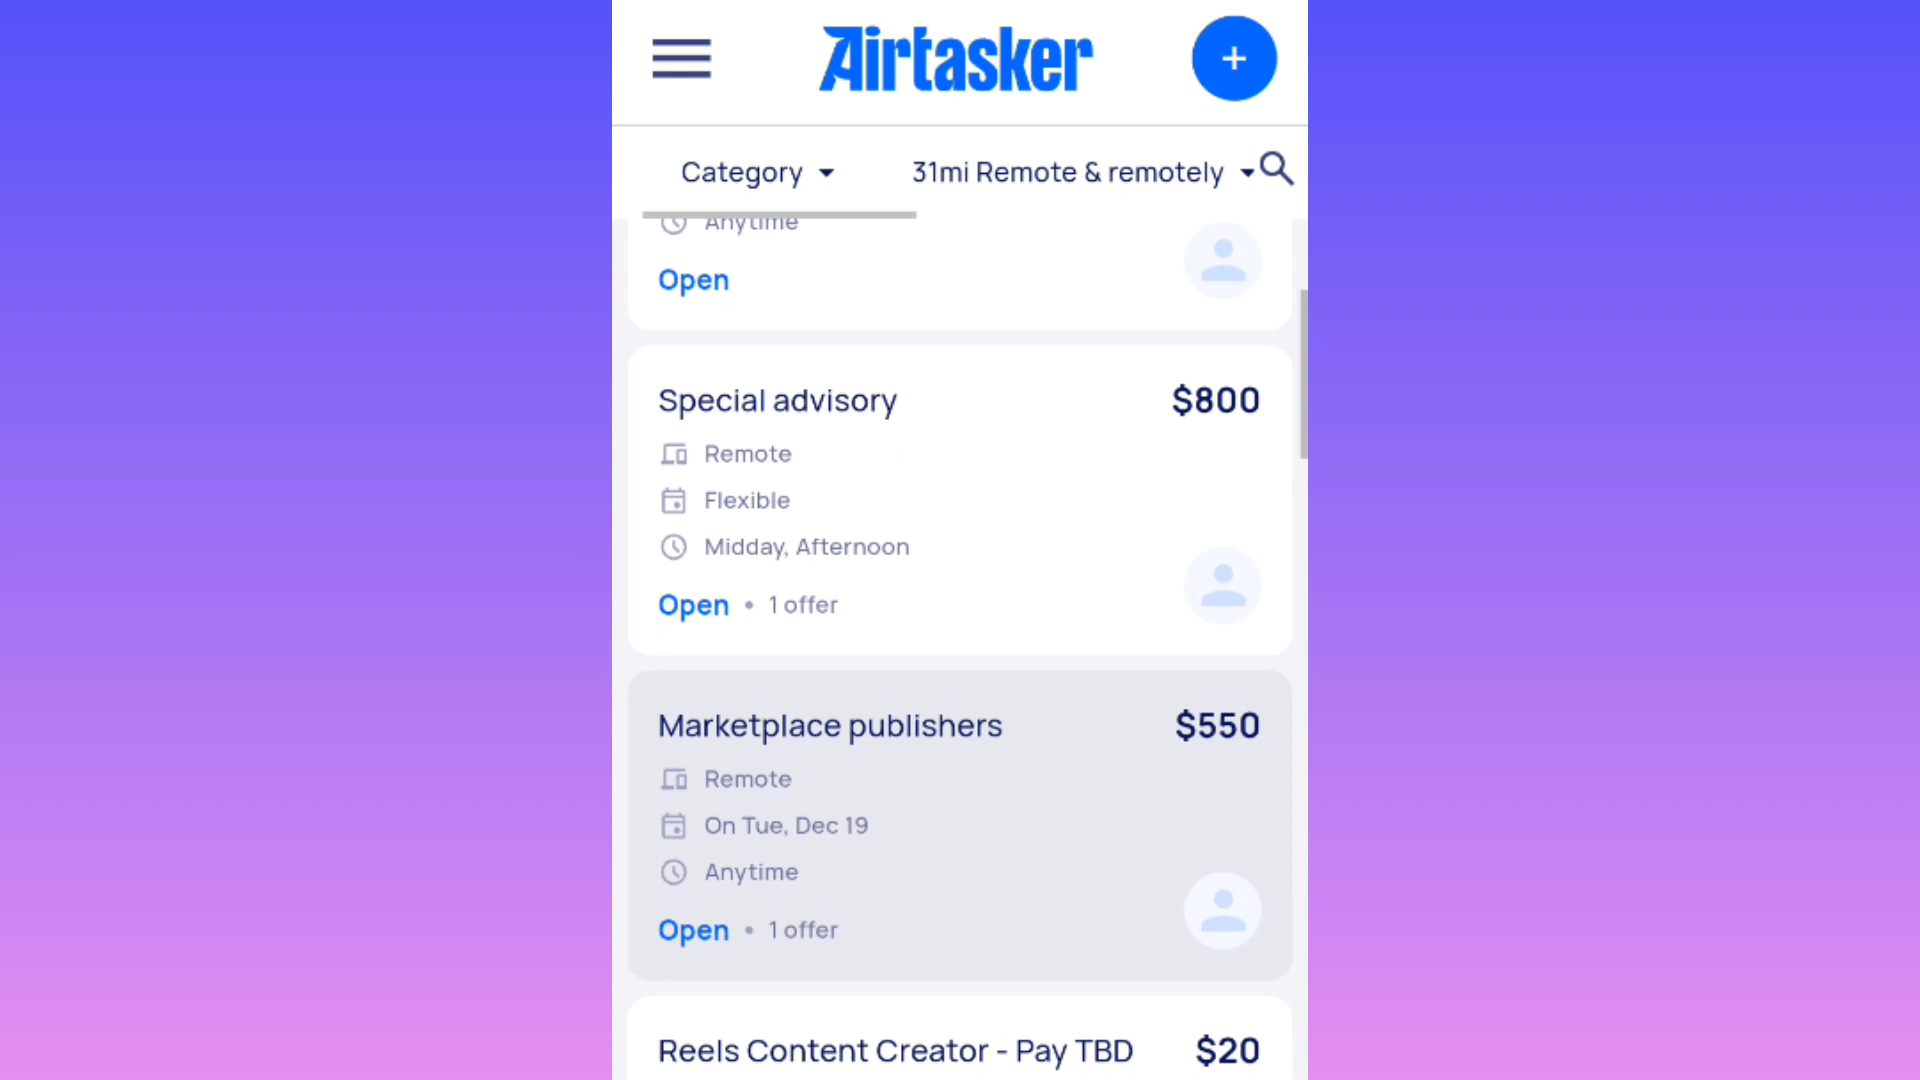 Airtasker
+
Category
31mi Remote & remotely
Anytime
Open
Special advisory
$800
Remote
Flexible
Midday, Afternoon
Open • 1 offer
Marketplace publishers
$550
Remote
On Tue, Dec 19
Anytime
Open • 1 offer
Reels Content Creator - Pay TBD
$20